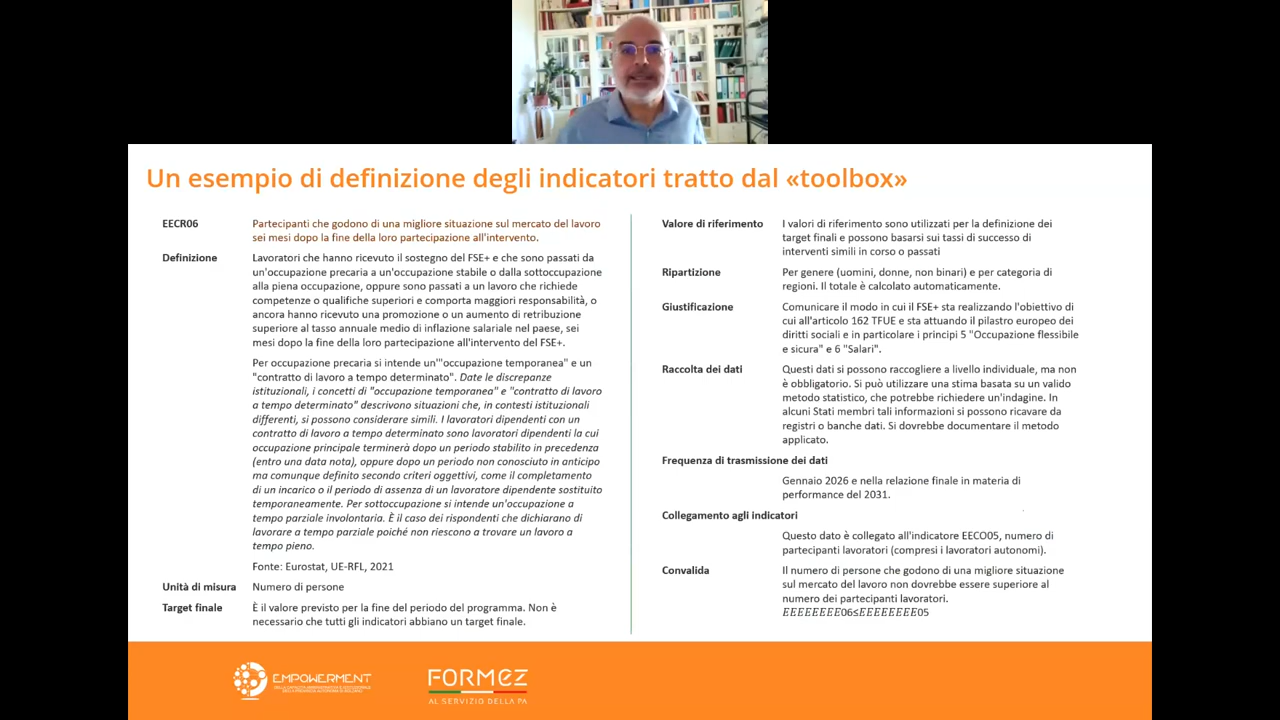 Un esempio di definizione degli indicatori tratto dal «toolbox»
EECR06
Partecipanti che godono di una migliore situazione sul mercato del lavoro
sei mesi dopo la fine della loro partecipazione all'intervento.
Definizione
Lavoratori che hanno ricevuto il sostegno del FSE+ e che sono passati da
un'occupazione precaria a un'occupazione stabile o dalla sottoccupazione
alla piena occupazione, oppure sono passati a un lavoro che richiede
competenze o qualifiche superiori e comporta maggiori responsabilità, o
ancora hanno ricevuto una promozione o un aumento di retribuzione
superiore al tasso annuale medio di inflazione salariale nel paese, sei
mesi dopo la fine della loro partecipazione all'intervento del FSE+.
Per occupazione precaria si intende un'"occupazione temporanea" e un
"contratto di lavoro a tempo determinato". Date le discrepanze
istituzionali, i concetti di "occupazione temporanea" e "contratto di lavoro
a tempo determinato" descrivono situazioni che, in contesti istituzionali
differenti, si possono considerare simili. I lavoratori dipendenti con un
contratto di lavoro a tempo determinato sono lavoratori dipendenti la cui
occupazione principale terminerà dopo un periodo stabilito in precedenza
(entro una data nota), oppure dopo un periodo non conosciuto in anticipo
ma comunque definito secondo criteri oggettivi, come il completamento
di un incarico o il periodo di assenza di un lavoratore dipendente sostituito
temporaneamente. Per sottoccupazione si intende un'occupazione a
tempo parziale involontaria. È il caso dei rispondenti che dichiarano di
lavorare a tempo parziale poiché non riescono a trovare un lavoro a
tempo pieno.
Fonte: Eurostat, UE-RFL, 2021
Unità di misura
Numero di persone
Target finale
È il valore previsto per la fine del periodo del programma. Non è
necessario che tutti gli indicatori abbiano un target finale.
Valore di riferimento
I valori di riferimento sono utilizzati per la definizione dei
target finali e possono basarsi sui tassi di successo di
interventi simili in corso o passati
Ripartizione
Per genere (uomini, donne, non binari) e per categoria di
regioni. Il totale è calcolato automaticamente.
Giustificazione
Comunicare il modo in cui il FSE+ sta realizzando l'obiettivo di
cui all'articolo 162 TFUE e sta attuando il pilastro europeo dei
diritti sociali e in particolare i principi 5 "Occupazione flessibile
e sicura" e 6 "Salari".
Raccolta dei dati
Questi dati si possono raccogliere a livello individuale, ma non
è obbligatorio. Si può utilizzare una stima basata su un valido
metodo statistico, che potrebbe richiedere un'indagine. In
alcuni Stati membri tali informazioni si possono ricavare da
registri o banche dati. Si dovrebbe documentare il metodo
applicato.
Frequenza di trasmissione dei dati
Gennaio 2026 e nella relazione finale in materia di
performance del 2031.
Collegamento agli indicatori
Questo dato è collegato all'indicatore EECO05, numero di
partecipanti lavoratori (compresi i lavoratori autonomi).
Convalida
Il numero di persone che godono di una migliore situazione
sul mercato del lavoro non dovrebbe essere superiore al
numero dei partecipanti lavoratori.
EEEEEEEE06≤EEEEEEEE05
EMPOWERMENT
FORMEZ
AL SERVIZIO DELLA PA